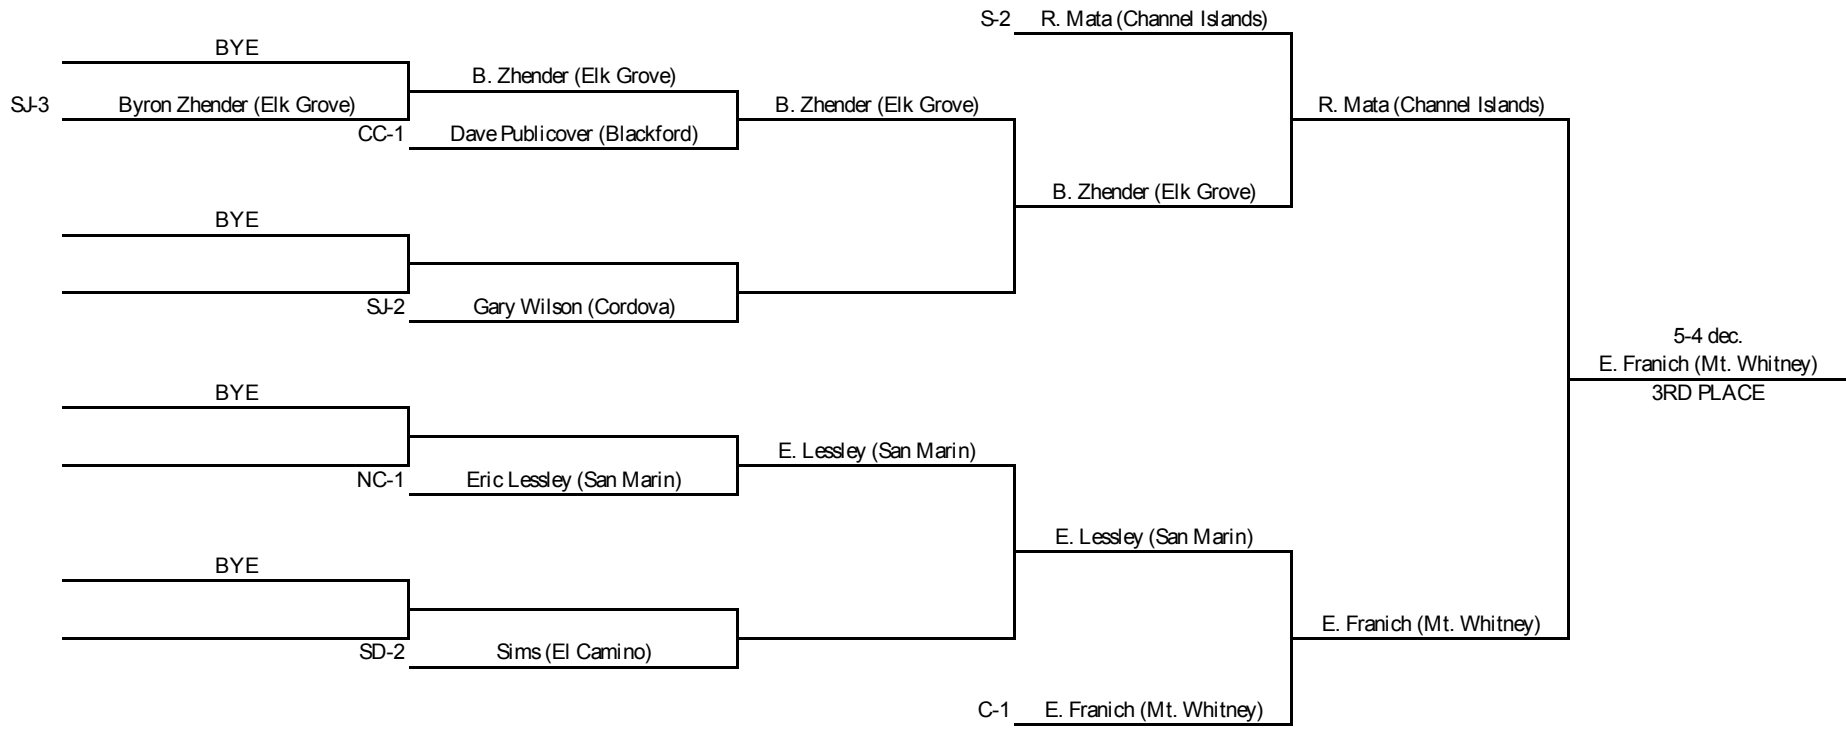 S-2 R. Mata (Channel Islands)
BYE
B. Zhender (Elk Grove)
SJ-3 Byron Zhender (Elk Grove)
B. Zhender (Elk Grove)
R. Mata (Channel Islands)
CC-1 Dave Publicover (Blackford)
B. Zhender (Elk Grove)
BYE
SJ-2 Gary Wilson (Cordova)
5-4 dec.
E. Franich (Mt. Whitney)
3RD PLACE
BYE
E. Lessley (San Marin)
NC-1 Eric Lessley (San Marin)
E. Lessley (San Marin)
BYE
E. Franich (Mt. Whitney)
SD-2 Sims (El Camino)
C-1 E. Franich (Mt. Whitney)